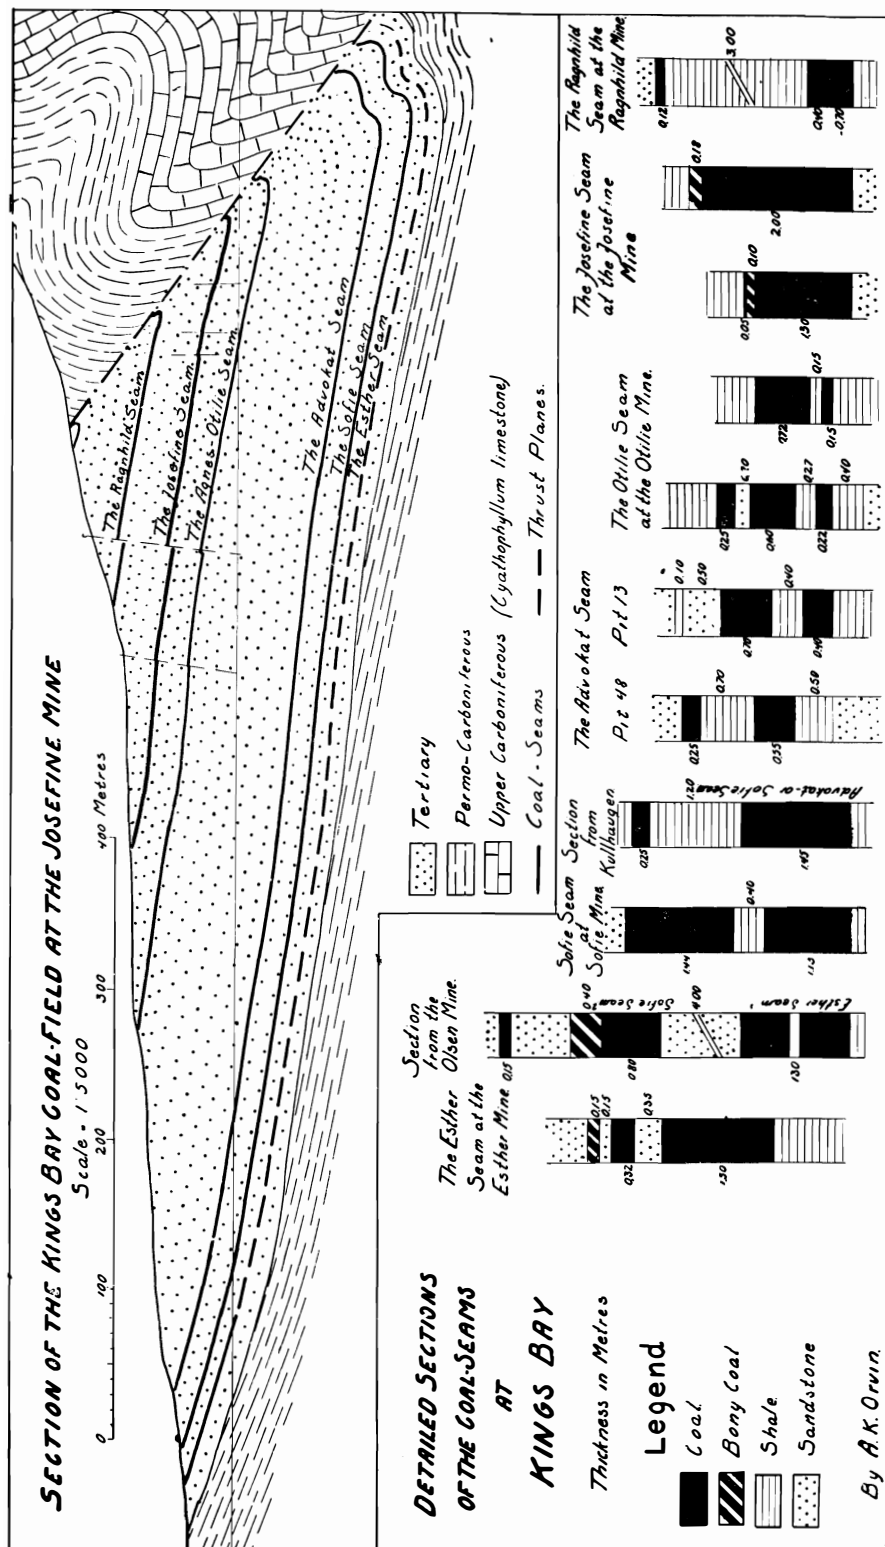 SECTION OF THE KINGS BAY COAL-FIELD AT THE JOSEFINE MINE
Scale = 1:5000
0 100 200 300 400 Metres
The Ragnhild Seam
The Josefine Seam
The Agnes-Otilie Seam
The Advokat Seam
The Sofie Seam
The Esther Seam
Tertiary
Permo-Carboniferous
Upper Carboniferous (Cyathophyllum limestone)
Coal-Seams
Thrust Planes.
DETAILED SECTIONS
OF THE COAL-SEAMS
AT
KINGS BAY
Thickness in Metres
Legend
Coal.
Bony Coal
Shale.
Sandstone
By A.K. Orvin.
The Esther
Seam at the
Esther Mine.
0,15
0,15
0,32
0,35
1,50
Section
from the
Olsen Mine.
0,15
0,40
0,80
Sofie Seam
4,00
1,30
Esther Seam
Sofie Seam
at
Sofie Mine
1,44
0,40
1,15
Section
from
Kullhaugen
0,25
1,20
1,45
Advokat- or Sofie Seam
The Advokat Seam
Pit 48
0,25
0,70
0,55
0,50
Pit 13
0,10
0,50
0,70
0,40
0,40
The Otilie Seam
at the Otilie Mine.
0,25
0,60
0,27
0,22
0,40
0,72
0,15
0,15
The Josefine Seam
at the Josefine
Mine
0,05
0,10
1,30
0,18
2,00
The Ragnhild
Seam at the
Ragnhild Mine.
0,12
3,00
0,40
-0,70